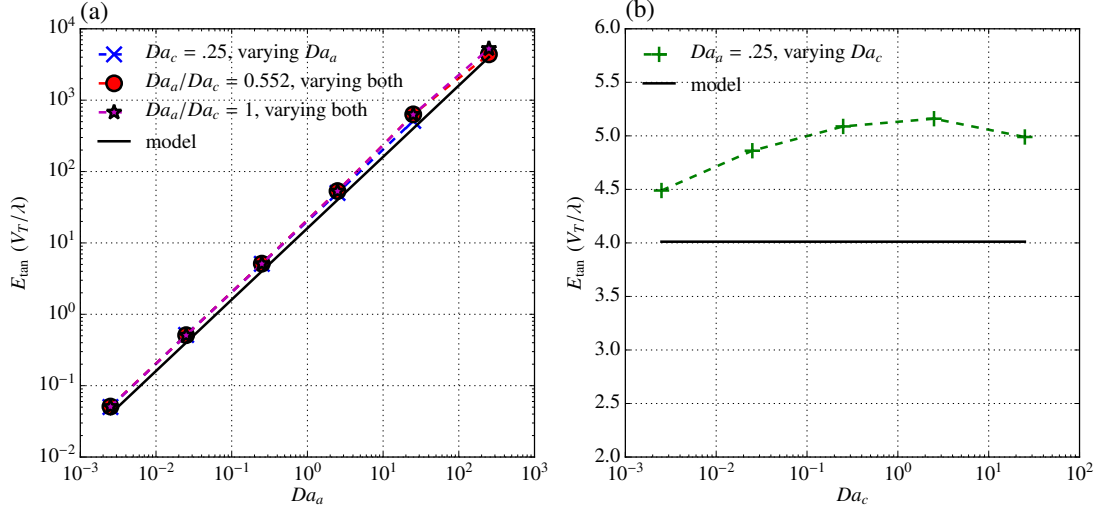 (a)
Da_c = .25, varying Da_a
Da_a/Da_c = 0.552, varying both
Da_a/Da_c = 1, varying both
model
E_tan (V_T/λ)
10^4
10^3
10^2
10^1
10^0
10^−1
10^−2
10^−3 10^−2 10^−1 10^0 10^1 10^2 10^3
Da_a
(b)
Da_a = .25, varying Da_c
model
E_tan (V_T/λ)
6.0
5.5
5.0
4.5
4.0
3.5
3.0
2.5
2.0
10^−3 10^−2 10^−1 10^0 10^1 10^2
Da_c